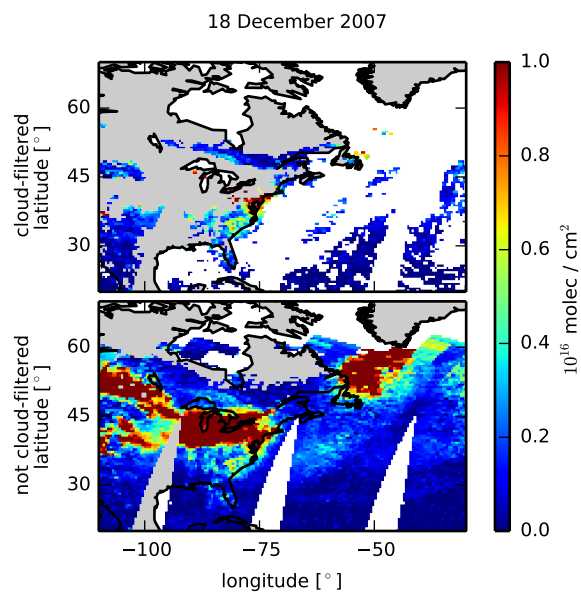 18 December 2007
cloud-filtered
latitude [°]
60
45
30
not cloud-filtered
latitude [°]
60
45
30
−100
−75
−50
longitude [°]
1.0
0.8
0.6
0.4
0.2
0.0
10¹⁶ molec / cm²